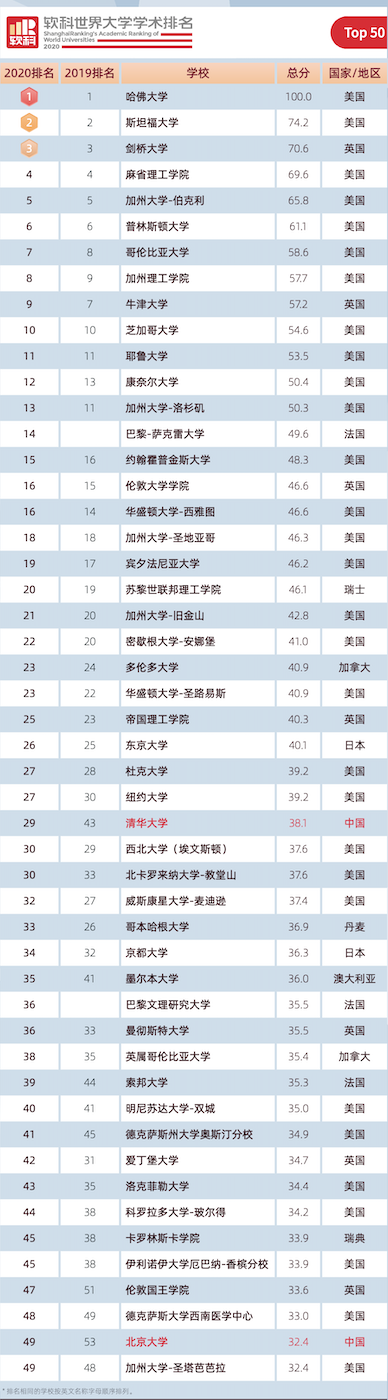 软科世界大学学术排名
ShanghaiRanking's Academic Ranking of
World Universities
2020
软科
Top 50
2020排名 2019排名 学校 总分 国家/地区
1 1 哈佛大学 100.0 美国
2 2 斯坦福大学 74.2 美国
3 3 剑桥大学 70.6 英国
4 4 麻省理工学院 69.6 美国
5 5 加州大学-伯克利 65.8 美国
6 6 普林斯顿大学 61.1 美国
7 8 哥伦比亚大学 58.6 美国
8 9 加州理工学院 57.7 美国
9 7 牛津大学 57.2 英国
10 10 芝加哥大学 54.6 美国
11 11 耶鲁大学 53.5 美国
12 13 康奈尔大学 50.4 美国
13 11 加州大学-洛杉矶 50.3 美国
14 巴黎-萨克雷大学 49.6 法国
15 16 约翰霍普金斯大学 48.3 美国
16 15 伦敦大学学院 46.6 英国
16 14 华盛顿大学-西雅图 46.6 美国
18 18 加州大学-圣地亚哥 46.3 美国
19 17 宾夕法尼亚大学 46.2 美国
20 19 苏黎世联邦理工学院 46.1 瑞士
21 20 加州大学-旧金山 42.8 美国
22 20 密歇根大学-安娜堡 41.0 美国
23 24 多伦多大学 40.9 加拿大
23 22 华盛顿大学-圣路易斯 40.9 美国
25 23 帝国理工学院 40.3 英国
26 25 东京大学 40.1 日本
27 28 杜克大学 39.2 美国
27 30 纽约大学 39.2 美国
29 43 清华大学 38.1 中国
30 29 西北大学（埃文斯顿） 37.6 美国
30 33 北卡罗来纳大学-教堂山 37.6 美国
32 27 威斯康星大学-麦迪逊 37.4 美国
33 26 哥本哈根大学 36.9 丹麦
34 32 京都大学 36.3 日本
35 41 墨尔本大学 36.0 澳大利亚
36 巴黎文理研究大学 35.5 法国
36 33 曼彻斯特大学 35.5 英国
38 35 英属哥伦比亚大学 35.4 加拿大
39 44 索邦大学 35.3 法国
40 41 明尼苏达大学-双城 35.0 美国
41 45 德克萨斯州大学奥斯汀分校 34.9 美国
42 31 爱丁堡大学 34.7 英国
43 35 洛克菲勒大学 34.4 美国
44 38 科罗拉多大学-玻尔得 34.2 美国
45 38 卡罗林斯卡学院 33.9 瑞典
45 38 伊利诺伊大学厄巴纳-香槟分校 33.9 美国
47 51 伦敦国王学院 33.6 英国
48 49 德克萨斯大学西南医学中心 33.0 美国
49 53 北京大学 32.4 中国
49 48 加州大学-圣塔芭芭拉 32.4 美国
* 排名相同的学校按英文名称字母顺序排列。